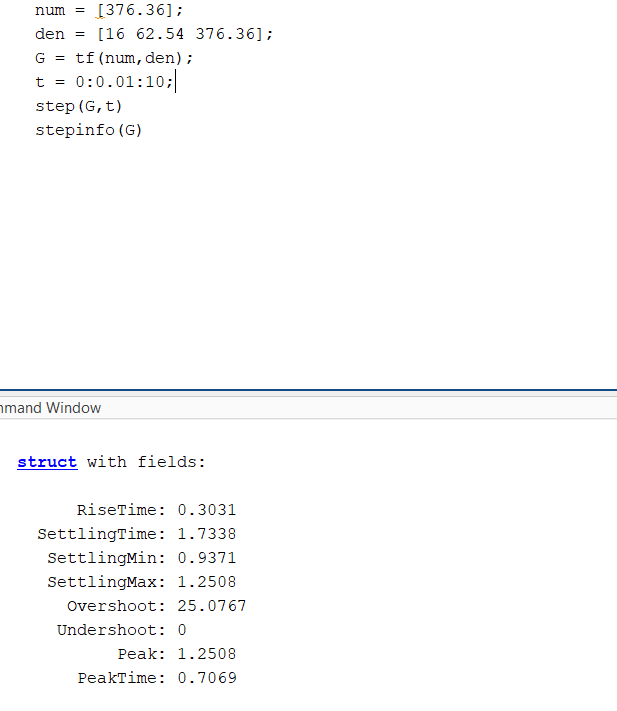 num = [376.36];
den = [16 62.54 376.36];
G = tf(num,den);
t = 0:0.01:10;
step(G,t)
stepinfo(G)
mmand Window
struct with fields:
RiseTime: 0.3031
SettlingTime: 1.7338
SettlingMin: 0.9371
SettlingMax: 1.2508
Overshoot: 25.0767
Undershoot: 0
Peak: 1.2508
PeakTime: 0.7069